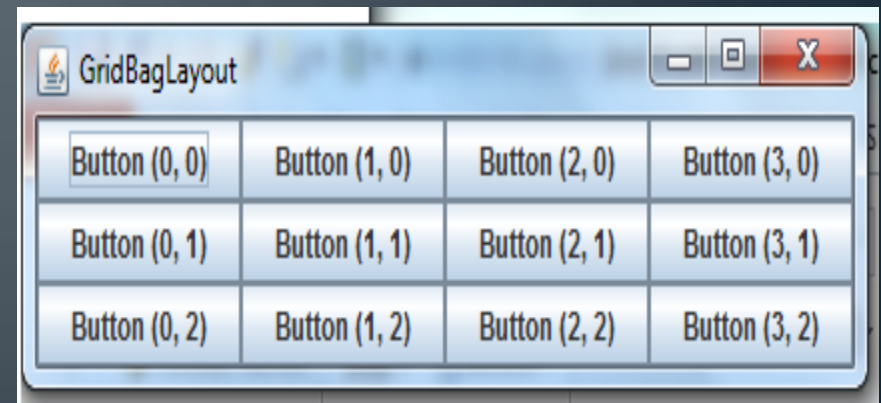 GridBagLayout
Button (0, 0) Button (1, 0) Button (2, 0) Button (3, 0)
Button (0, 1) Button (1, 1) Button (2, 1) Button (3, 1)
Button (0, 2) Button (1, 2) Button (2, 2) Button (3, 2)